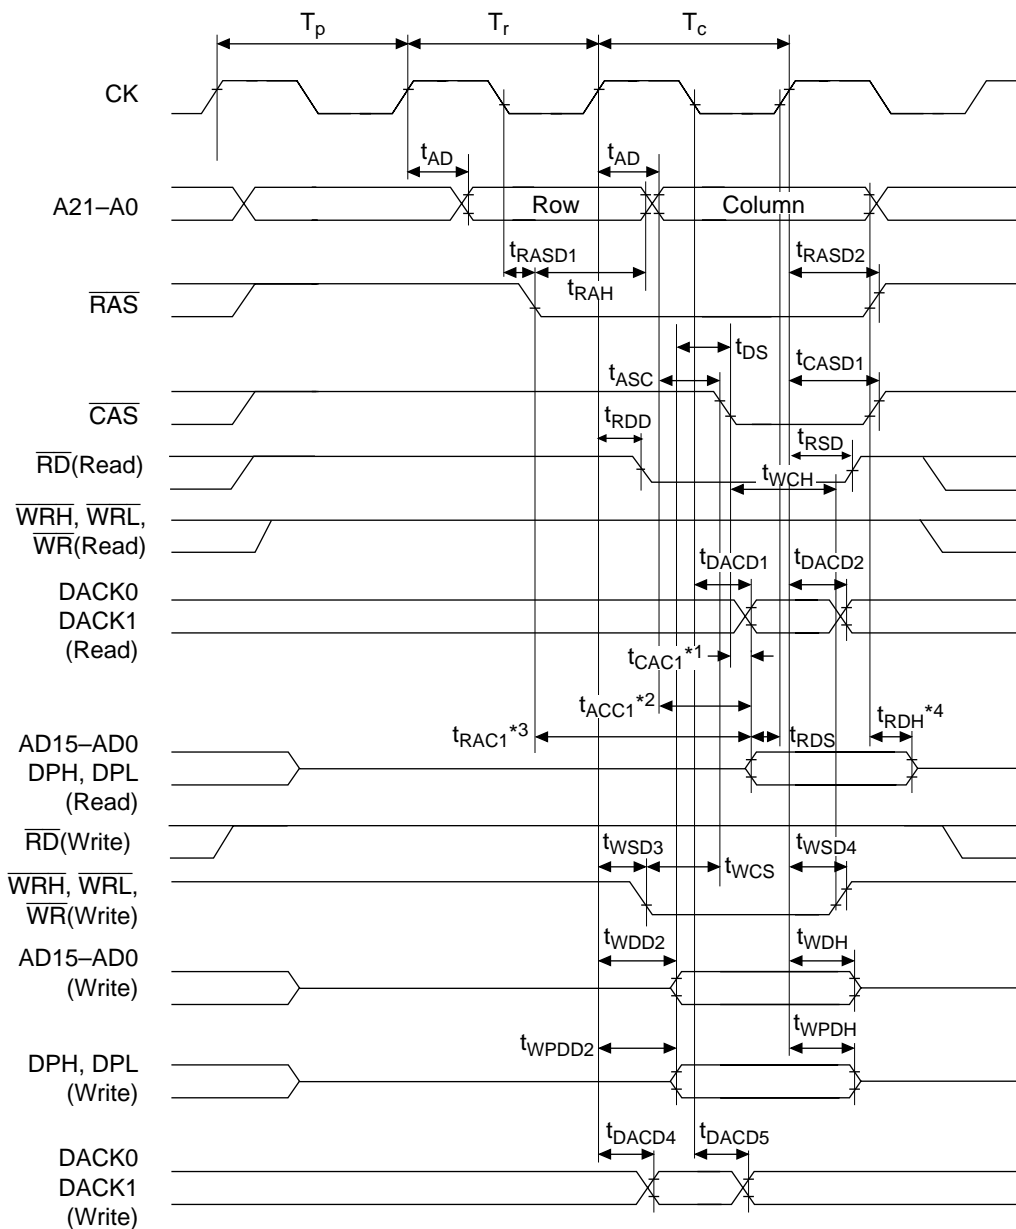 Tp Tr Tc
CK
tAD tAD
A21–A0 Row Column
tRASD1 tRASD2
tRAH
RAS
tDS
tASC tCASD1
CAS
tRDD tRSD
RD(Read)
tWCH
WRH, WRL,
WR(Read)
tDACD1 tDACD2
DACK0
DACK1
(Read)
tCAC1*1
tACC1*2
tRAC1*3 tRDS tRDH*4
AD15–AD0
DPH, DPL
(Read)
RD(Write)
tWSD3 tWCS tWSD4
WRH, WRL,
WR(Write)
tWDD2 tWDH
AD15–AD0
(Write)
tWPDD2 tWPDH
DPH, DPL
(Write)
tDACD4 tDACD5
DACK0
DACK1
(Write)